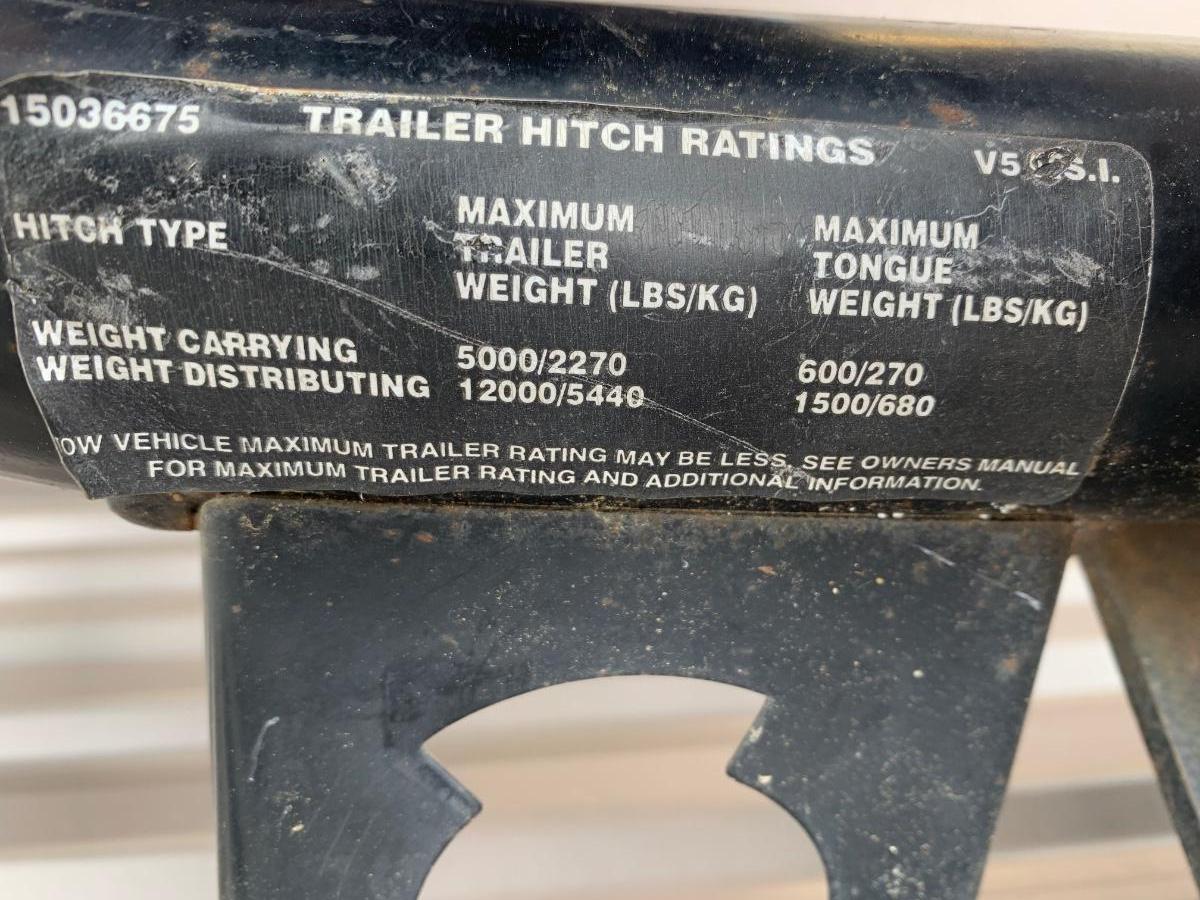 15036675 TRAILER HITCH RATINGS V5 S.I.
HITCH TYPE MAXIMUM TRAILER WEIGHT (LBS/KG) MAXIMUM TONGUE WEIGHT (LBS/KG)
WEIGHT CARRYING 5000/2270 600/270
WEIGHT DISTRIBUTING 12000/5440 1500/680
OW VEHICLE MAXIMUM TRAILER RATING MAY BE LESS. SEE OWNERS MANUAL
FOR MAXIMUM TRAILER RATING AND ADDITIONAL INFORMATION.